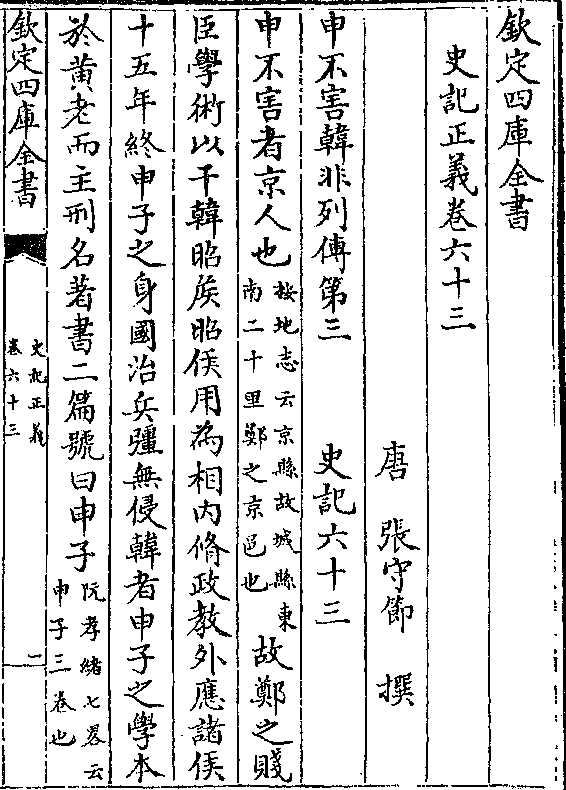 欽定四庫全書
史記正義卷六十三
唐 張守節 撰
申不害韓非列傳第三 史記六十三
申不害者京人也
按地志云京縣故城縣東
南二十里鄭之京邑也
故鄭之賤
臣學術以干韓昭侯昭侯用為相内脩政教外應諸侯
十五年終申子之身國治兵彊無侵韓者申子之學本
於黄老而主刑名著書二篇號曰申子
阮孝緒七畧云
申子三卷也
欽定四庫全書
史記正義
卷六十三
一